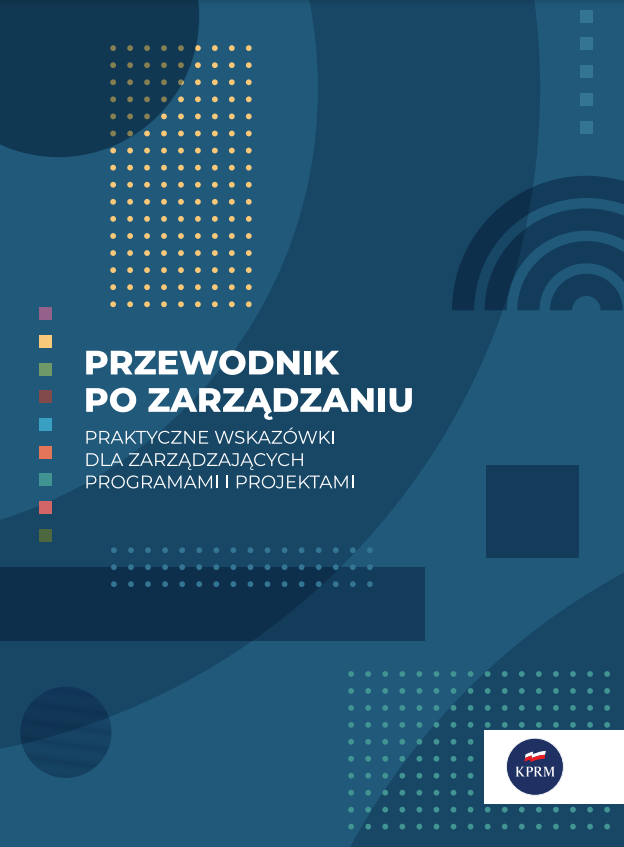 PRZEWODNIK
PO ZARZĄDZANIU
PRAKTYCZNE WSKAZÓWKI
DLA ZARZĄDZAJĄCYCH
PROGRAMAMI I PROJEKTAMI
KPRM